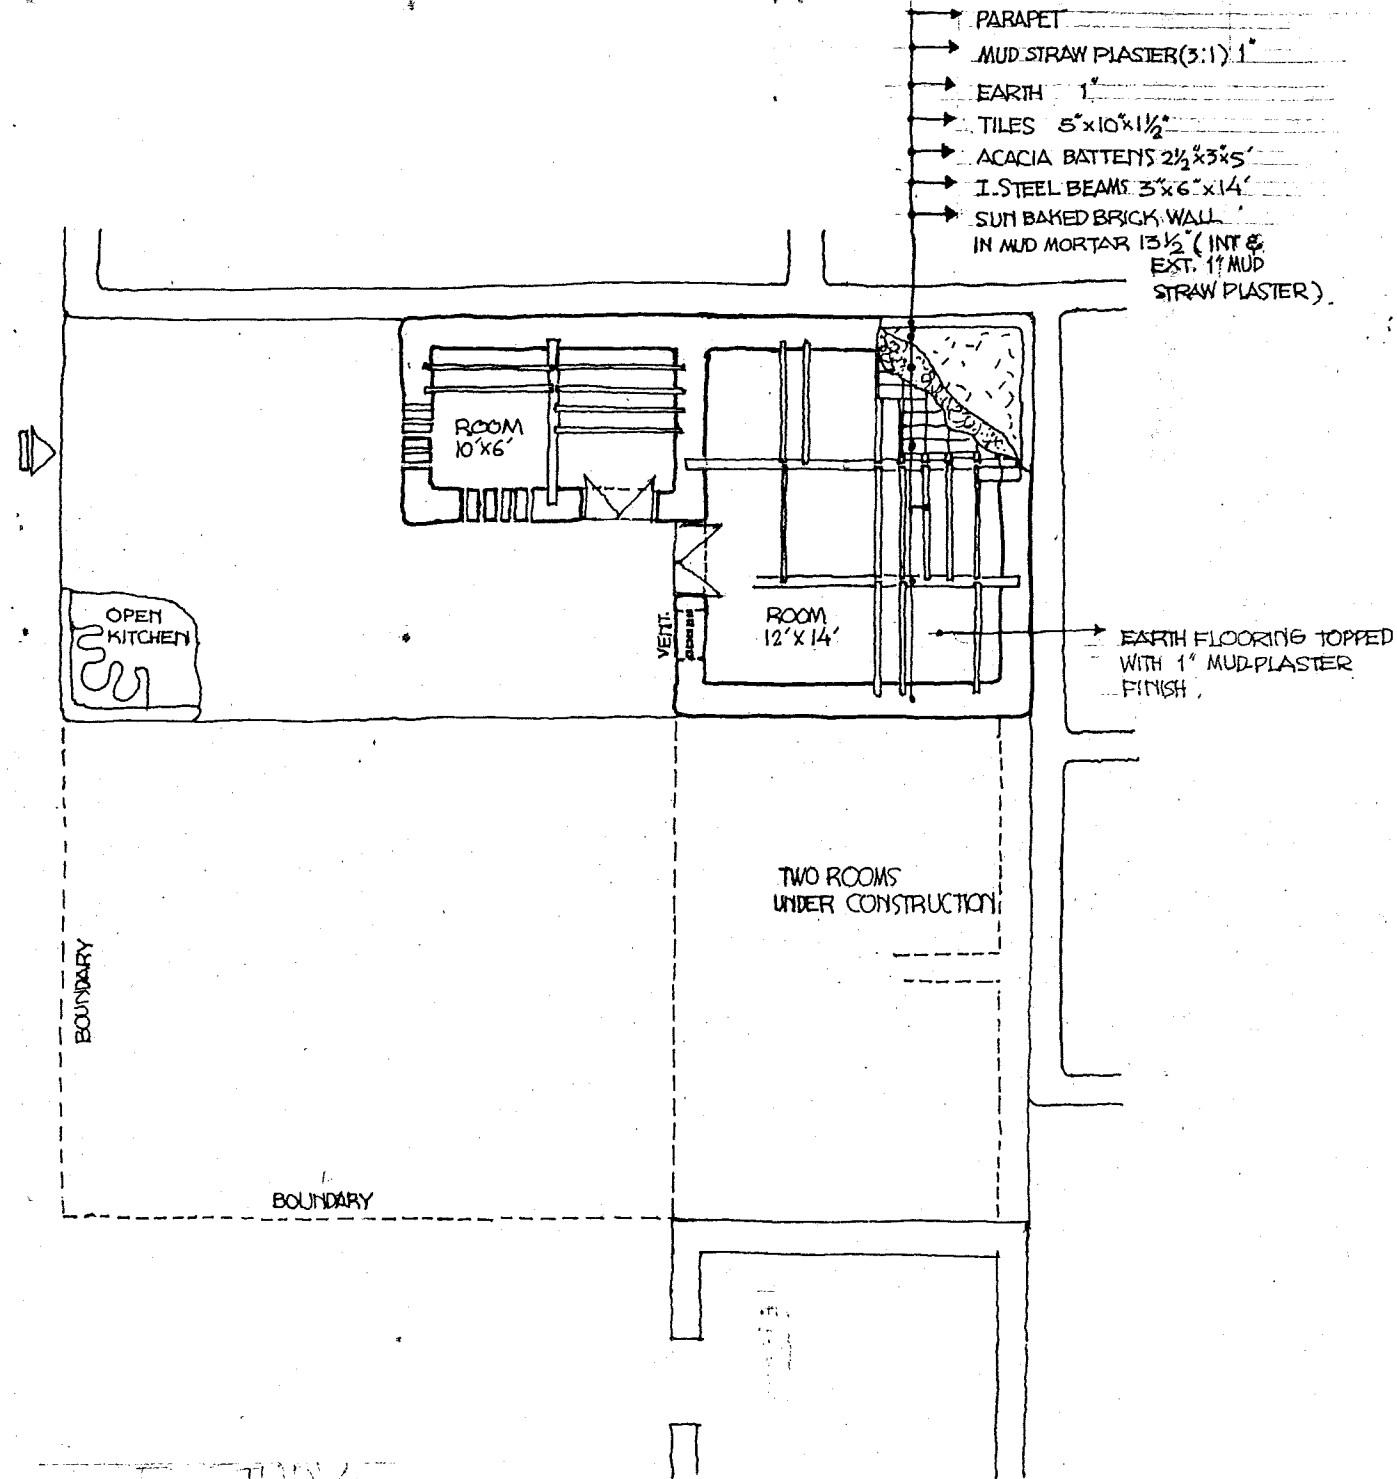 PARAPET
MUD STRAW PLASTER(3:1) 1"
EARTH 1"
TILES 5"x10"x1½"
ACACIA BATTENS 2½"x3"x5'
I.STEEL BEAMS 3"x6"x14'
SUN BAKED BRICK WALL
IN MUD MORTAR 13½" (INT &
EXT. 1" MUD
STRAW PLASTER).
ROOM
10'X6'
OPEN
KITCHEN
VENT.
ROOM
12'X14'
EARTH FLOORING TOPPED
WITH 1" MUD PLASTER
FINISH.
TWO ROOMS
UNDER CONSTRUCTION
BOUNDARY
BOUNDARY